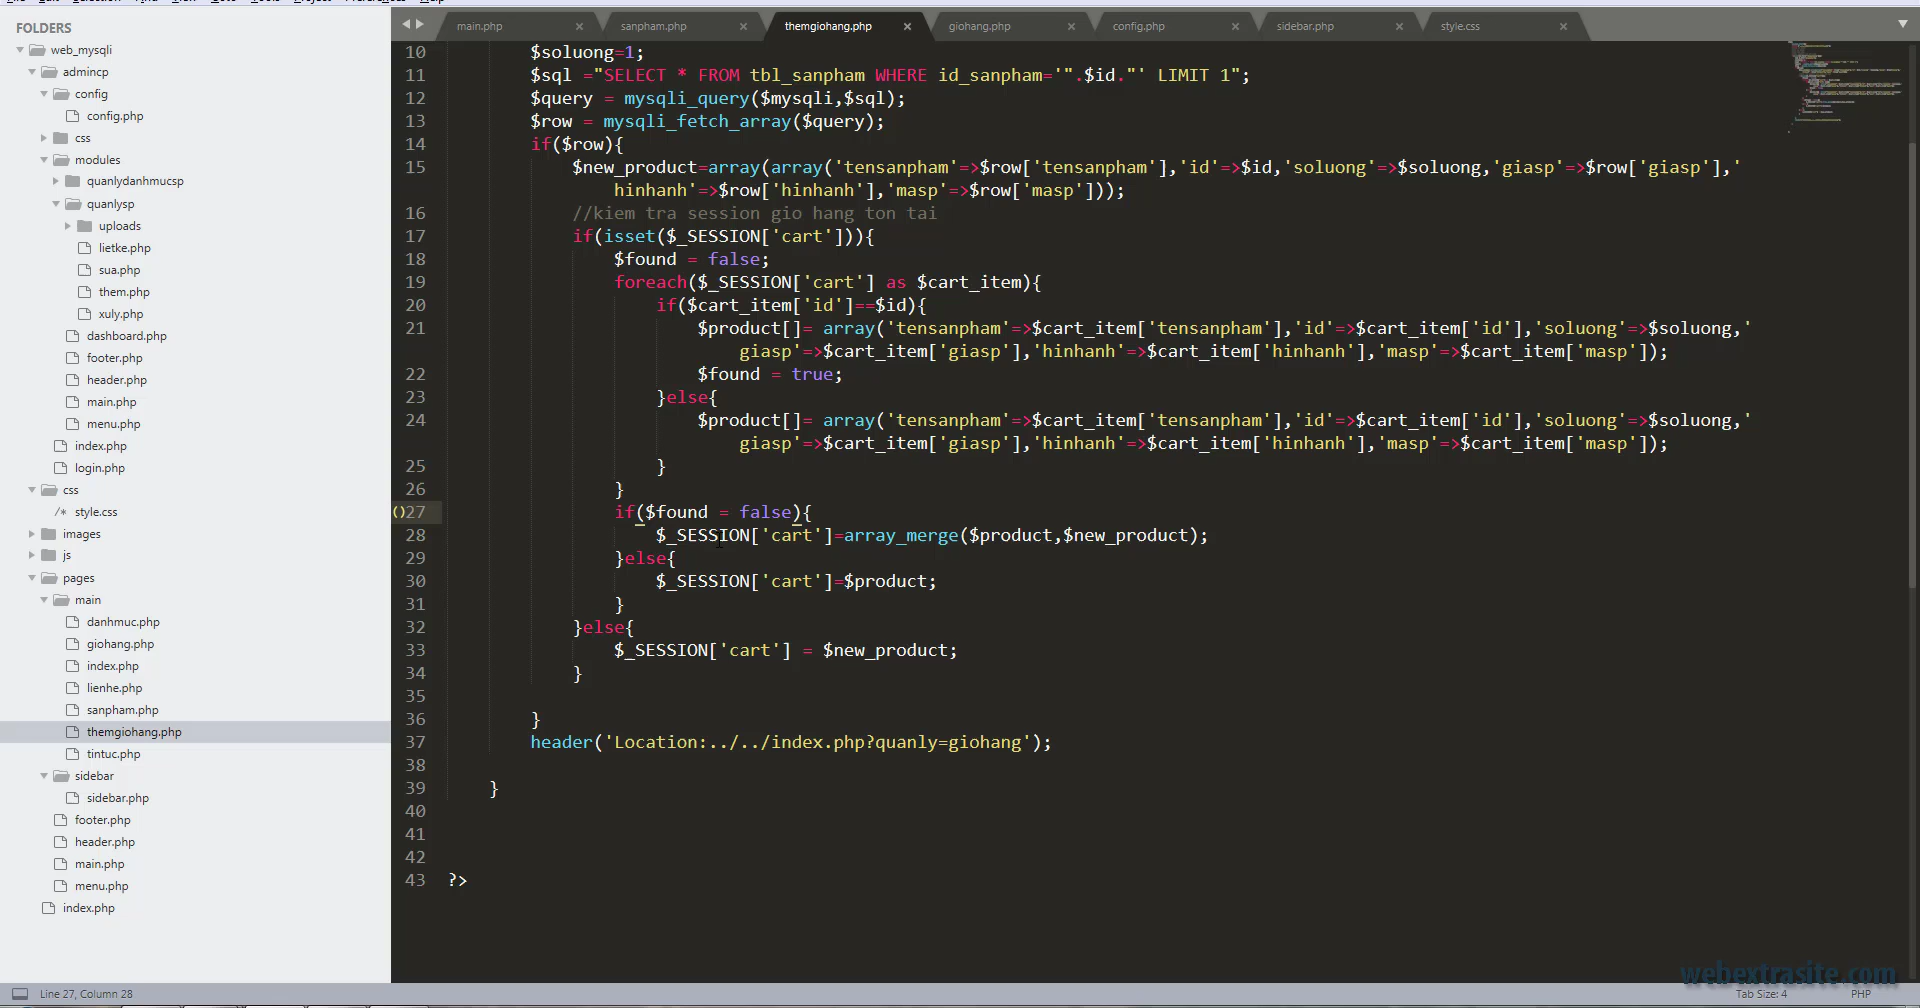 FOLDERS
web_mysqli
admincp
config
config.php
css
modules
quanlydanhmucsp
quanlysp
uploads
lietke.php
sua.php
them.php
xuly.php
dashboard.php
footer.php
header.php
main.php
menu.php
index.php
login.php
css
/* style.css
images
js
pages
main
danhmuc.php
giohang.php
index.php
lienhe.php
sanpham.php
themgiohang.php
tintuc.php
sidebar
sidebar.php
footer.php
header.php
main.php
menu.php
index.php
main.php × sanpham.php × themgiohang.php × giohang.php × config.php × sidebar.php × style.css ×
10 $soluong=1;
11 $sql ="SELECT * FROM tbl_sanpham WHERE id_sanpham='".$id."' LIMIT 1";
12 $query = mysqli_query($mysqli,$sql);
13 $row = mysqli_fetch_array($query);
14 if($row){
15 $new_product=array(array('tensanpham'=>$row['tensanpham'],'id'=>$id,'soluong'=>$soluong,'giasp'=>$row['giasp'],'
hinhanh'=>$row['hinhanh'],'masp'=>$row['masp']));
16 //kiem tra session gio hang ton tai
17 if(isset($_SESSION['cart'])){
18 $found = false;
19 foreach($_SESSION['cart'] as $cart_item){
20 if($cart_item['id']==$id){
21 $product[]= array('tensanpham'=>$cart_item['tensanpham'],'id'=>$cart_item['id'],'soluong'=>$soluong,'
giasp'=>$cart_item['giasp'],'hinhanh'=>$cart_item['hinhanh'],'masp'=>$cart_item['masp']);
22 $found = true;
23 }else{
24 $product[]= array('tensanpham'=>$cart_item['tensanpham'],'id'=>$cart_item['id'],'soluong'=>$soluong,'
giasp'=>$cart_item['giasp'],'hinhanh'=>$cart_item['hinhanh'],'masp'=>$cart_item['masp']);
25 }
26 }
()27 if($found = false){
28 $_SESSION['cart']=array_merge($product,$new_product);
29 }else{
30 $_SESSION['cart']=$product;
31 }
32 }else{
33 $_SESSION['cart'] = $new_product;
34 }
35
36 }
37 header('Location:../../index.php?quanly=giohang');
38
39 }
40
41
42
43 ?>
webextrasite.com
Line 27, Column 28
Tab Size: 4
PHP